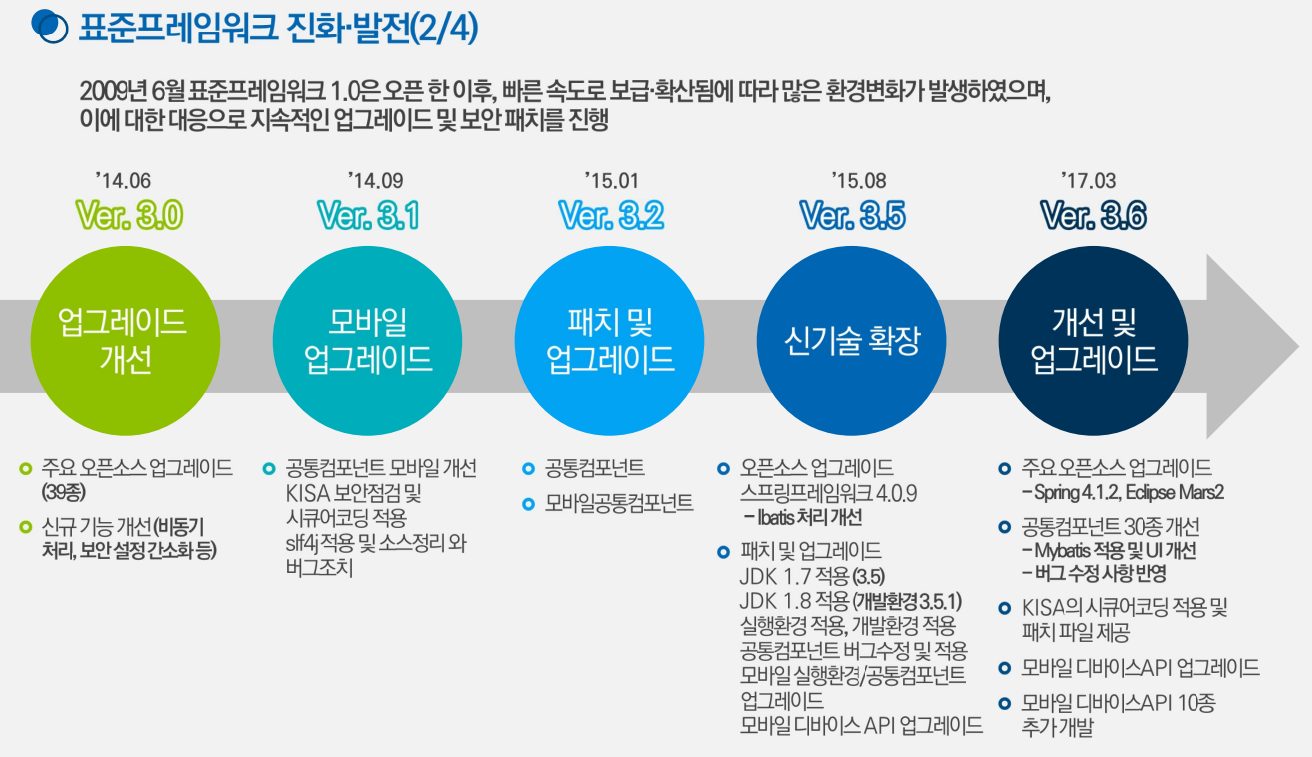 표준프레임워크 진화·발전(2/4)
2009년 6월 표준프레임워크 1.0은 오픈 한 이후, 빠른 속도로 보급·확산됨에 따라 많은 환경변화가 발생하였으며,
이에 대한 대응으로 지속적인 업그레이드 및 보안 패치를 진행
’14.06
Ver. 3.0
업그레이드
개선
주요 오픈소스 업그레이드
(39종)
신규 기능 개선 (비동기
처리, 보안 설정 간소화 등)
’14.09
Ver. 3.1
모바일
업그레이드
공통컴포넌트 모바일 개선
KISA 보안점검 및
시큐어코딩 적용
slf4j 적용 및 소스정리 와
버그조치
’15.01
Ver. 3.2
패치 및
업그레이드
공통컴포넌트
모바일공통컴포넌트
’15.08
Ver. 3.5
신기술 확장
오픈소스 업그레이드
스프링프레임워크 4.0.9
– Ibatis 처리 개선
패치 및 업그레이드
JDK 1.7 적용 (3.5)
JDK 1.8 적용 (개발환경 3.5.1)
실행환경 적용, 개발환경 적용
공통컴포넌트 버그수정 및 적용
모바일 실행환경/공통컴포넌트
업그레이드
모바일 디바이스 API 업그레이드
’17.03
Ver. 3.6
개선 및
업그레이드
주요 오픈소스 업그레이드
– Spring 4.1.2, Eclipse Mars2
공통컴포넌트 30종 개선
– Mybatis 적용 및 UI 개선
– 버그 수정 사항 반영
KISA의 시큐어코딩 적용 및
패치 파일 제공
모바일 디바이스API 업그레이드
모바일 디바이스API 10종
추가 개발